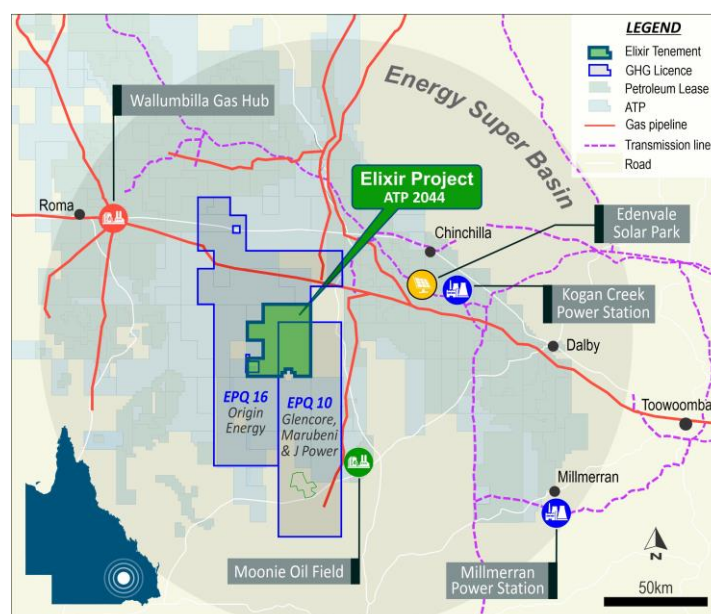 LEGEND
Elixir Tenement
GHG Licence
Petroleum Lease
ATP
Gas pipeline
Transmission line
Road
Energy Super Basin
Wallumbilla Gas Hub
Elixir Project
ATP 2044
Roma
Chinchilla
Edenvale
Solar Park
Kogan Creek
Power Station
Dalby
Toowoomba
EPQ 16
Origin
Energy
EPQ 10
Glencore,
Marubeni
& J Power
Millmerran
Moonie Oil Field
Millmerran
Power Station
N
50km